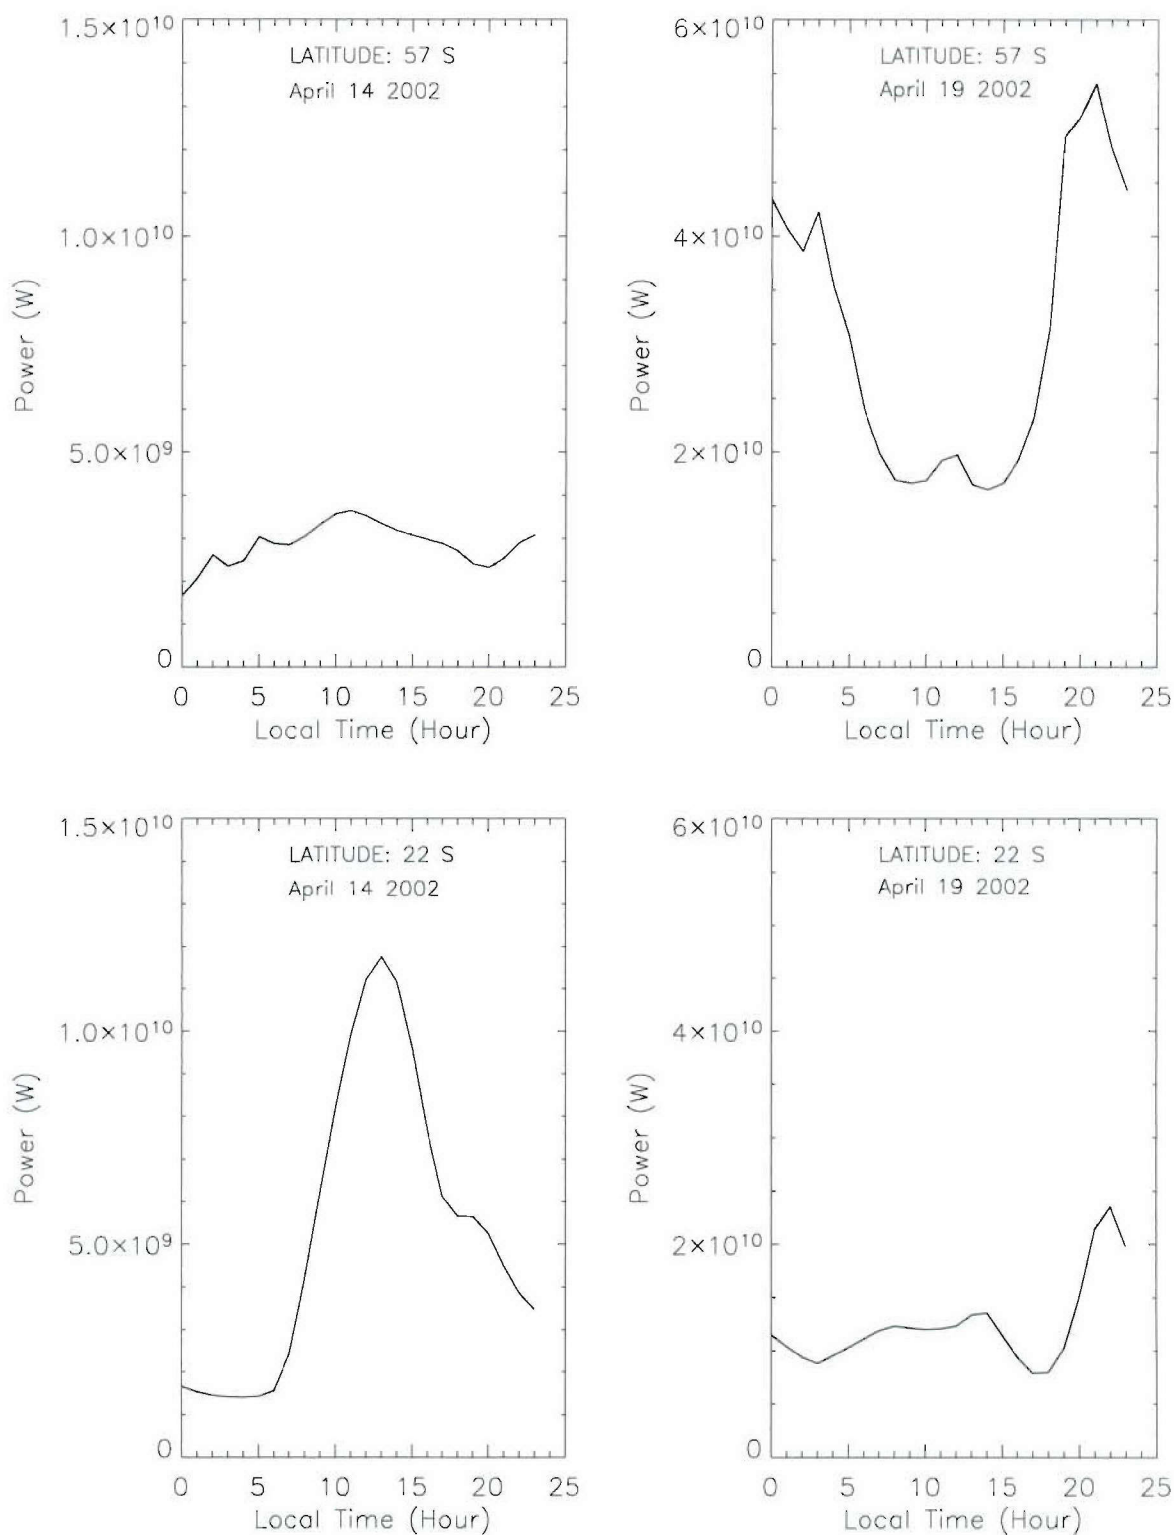 1.5×10¹⁰
LATITUDE: 57 S
April 14 2002
1.0×10¹⁰
5.0×10⁹
0
Power (W)
0 5 10 15 20 25
Local Time (Hour)
6×10¹⁰
LATITUDE: 57 S
April 19 2002
4×10¹⁰
2×10¹⁰
0
Power (W)
0 5 10 15 20 25
Local Time (Hour)
1.5×10¹⁰
LATITUDE: 22 S
April 14 2002
1.0×10¹⁰
5.0×10⁹
0
Power (W)
0 5 10 15 20 25
Local Time (Hour)
6×10¹⁰
LATITUDE: 22 S
April 19 2002
4×10¹⁰
2×10¹⁰
0
Power (W)
0 5 10 15 20 25
Local Time (Hour)